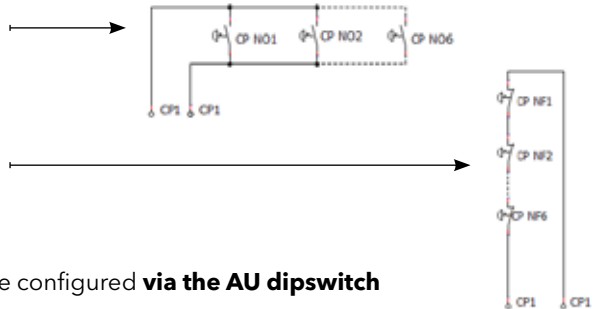 CP NO1 CP NO2 CP NO6
CP1 CP1
CP NF1
CP NF2
CP NF6
e configured via the AU dipswitch
CP1 CP1